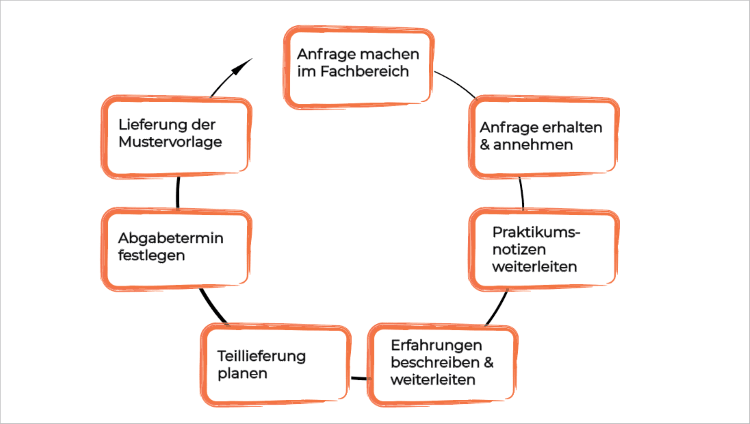 Anfrage machen
im Fachbereich
Anfrage erhalten
& annehmen
Praktikums-
notizen
weiterleiten
Erfahrungen
beschreiben &
weiterleiten
Teillieferung
planen
Abgabetermin
festlegen
Lieferung der
Mustervorlage